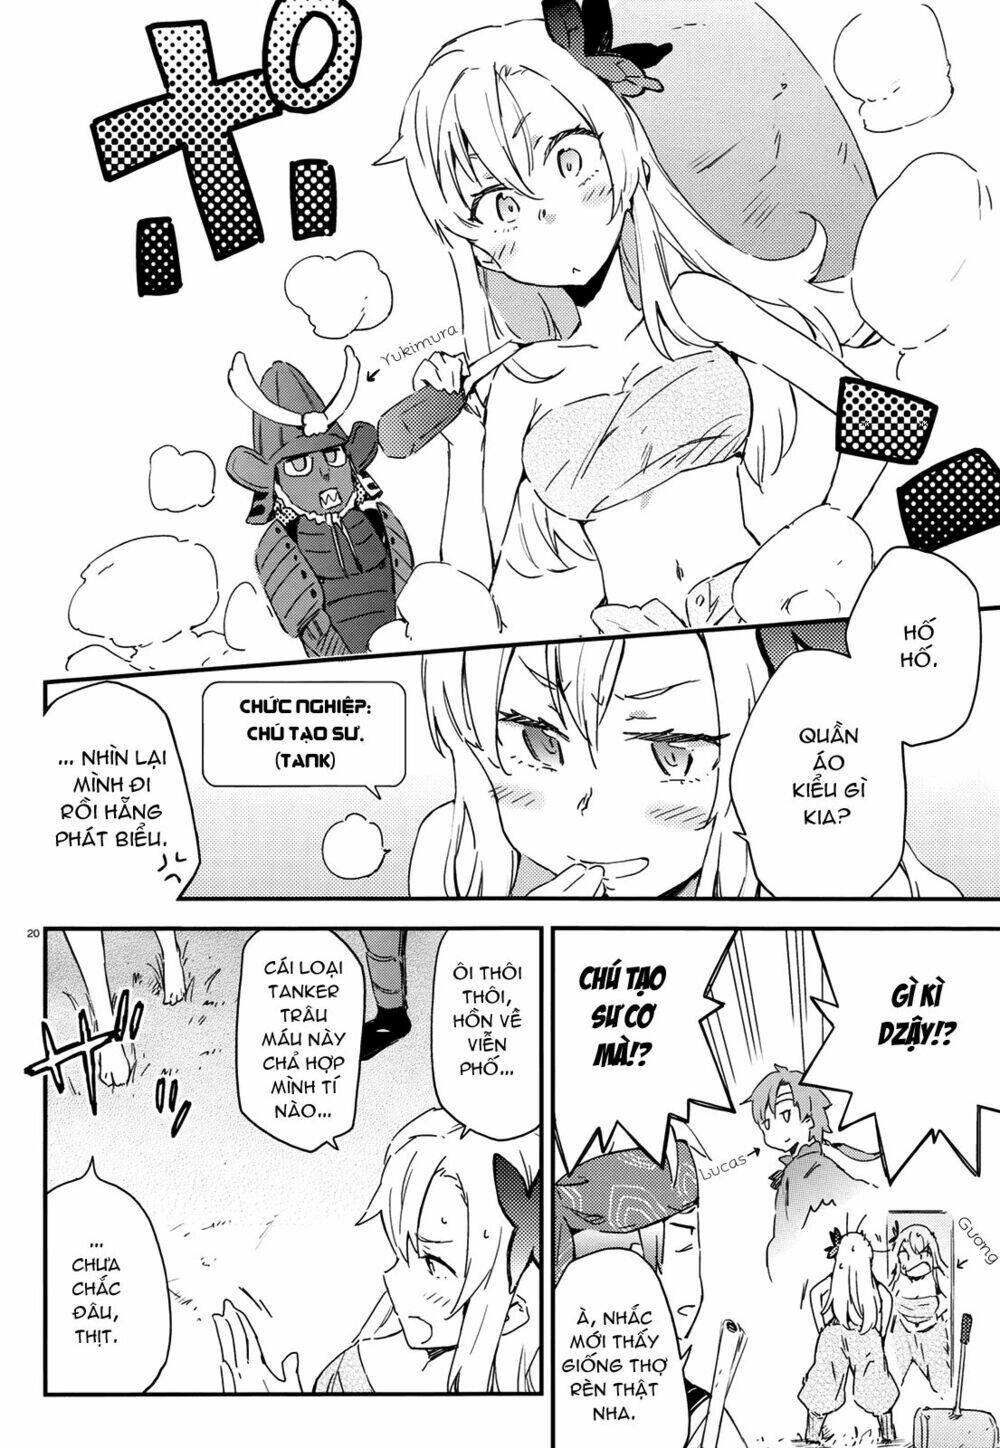 ポ
Yukimura
HỐ
HỐ.
QUẦN
ÁO
KIỂU GÌ
KIA?
CHỨC NGHIỆP:
CHÚ TẠO SƯ.
(TANK)
... NHÌN LẠI
MÌNH ĐI
RỒI HẴNG
PHÁT BIỂU.
20
GÌ KÌ
DZẬY!?
CHÚ TẠO
SƯ CƠ
MÀ!?
Lucas
Gương
À, NHẮC
MỚI THẤY
GIỐNG THỢ
RÈN THẬT
NHA.
ÔI THÔI
THÔI,
HỒN VỀ
VIỄN
PHỐ...
CÁI LOẠI
TANKER
TRÂU
MÁU NÀY
CHẢ HỢP
MÌNH TÍ
NÀO...
...
CHƯA
CHẮC
ĐÂU,
THỊT.